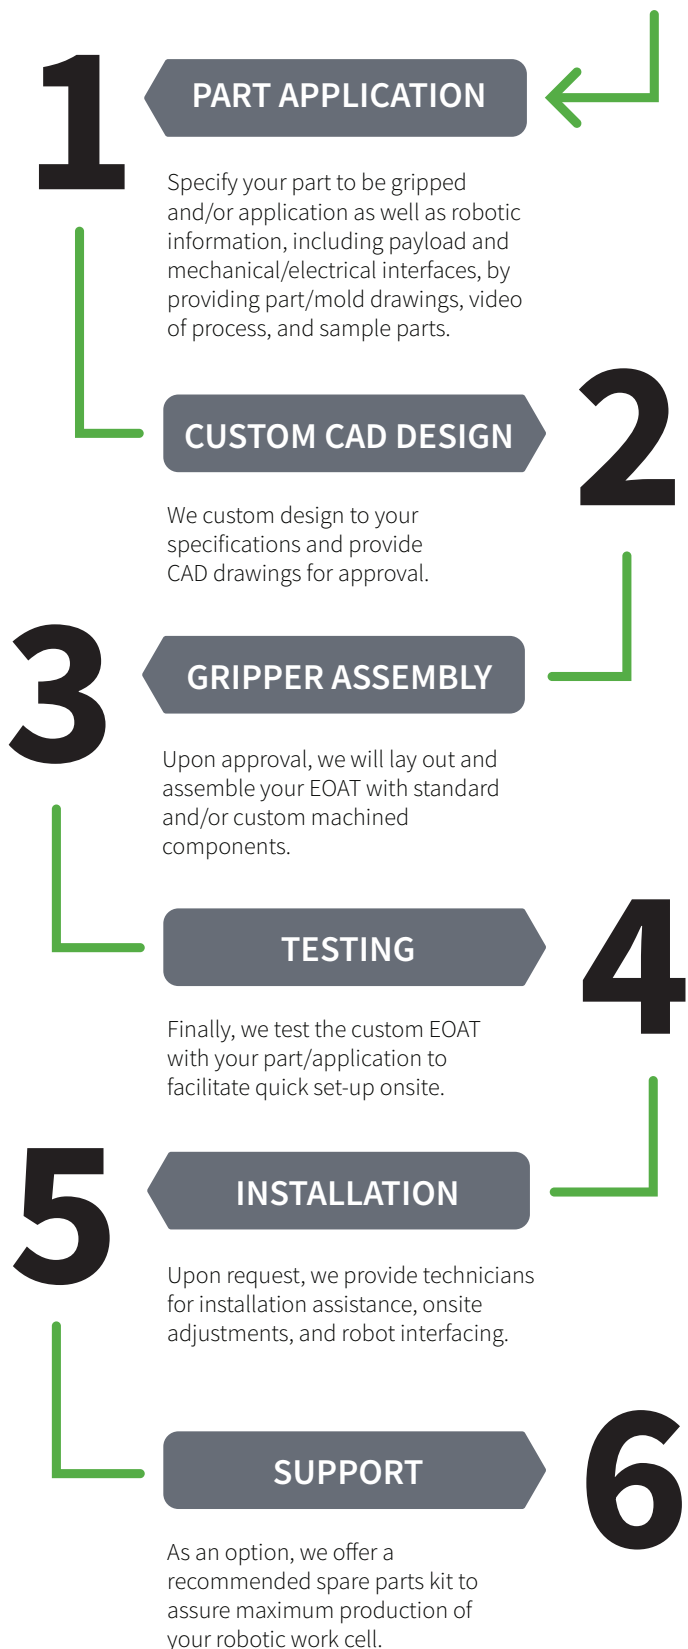 1
PART APPLICATION
Specify your part to be gripped
and/or application as well as robotic
information, including payload and
mechanical/electrical interfaces, by
providing part/mold drawings, video
of process, and sample parts.
CUSTOM CAD DESIGN
2
We custom design to your
specifications and provide
CAD drawings for approval.
3
GRIPPER ASSEMBLY
Upon approval, we will lay out and
assemble your EOAT with standard
and/or custom machined
components.
TESTING
4
Finally, we test the custom EOAT
with your part/application to
facilitate quick set-up onsite.
5
INSTALLATION
Upon request, we provide technicians
for installation assistance, onsite
adjustments, and robot interfacing.
SUPPORT
6
As an option, we offer a
recommended spare parts kit to
assure maximum production of
your robotic work cell.